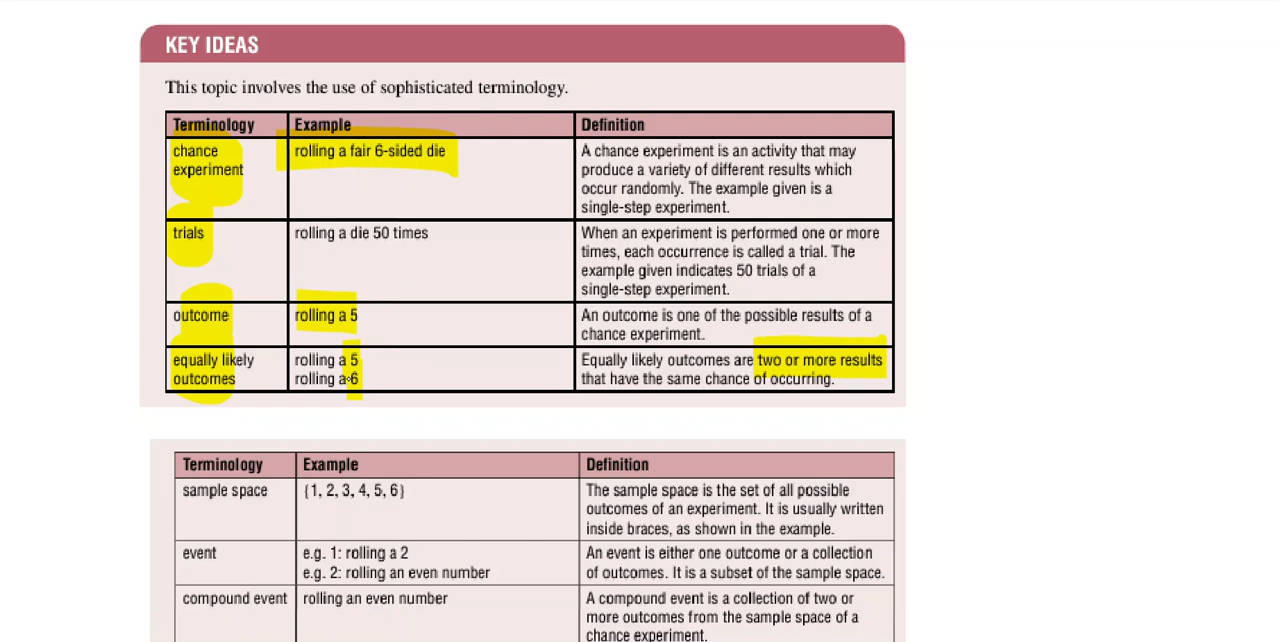 KEY IDEAS
This topic involves the use of sophisticated terminology.
Terminology Example Definition
chance experiment
rolling a fair 6-sided die
A chance experiment is an activity that may
produce a variety of different results which
occur randomly. The example given is a
single-step experiment.
trials
rolling a die 50 times
When an experiment is performed one or more
times, each occurrence is called a trial. The
example given indicates 50 trials of a
single-step experiment.
outcome
rolling a 5
An outcome is one of the possible results of a
chance experiment.
equally likely
outcomes
rolling a 5
rolling a 6
Equally likely outcomes are two or more results
that have the same chance of occurring.
Terminology Example Definition
sample space
{1, 2, 3, 4, 5, 6}
The sample space is the set of all possible
outcomes of an experiment. It is usually written
inside braces, as shown in the example.
event
e.g. 1: rolling a 2
e.g. 2: rolling an even number
An event is either one outcome or a collection
of outcomes. It is a subset of the sample space.
compound event
rolling an even number
A compound event is a collection of two or
more outcomes from the sample space of a
chance experiment.